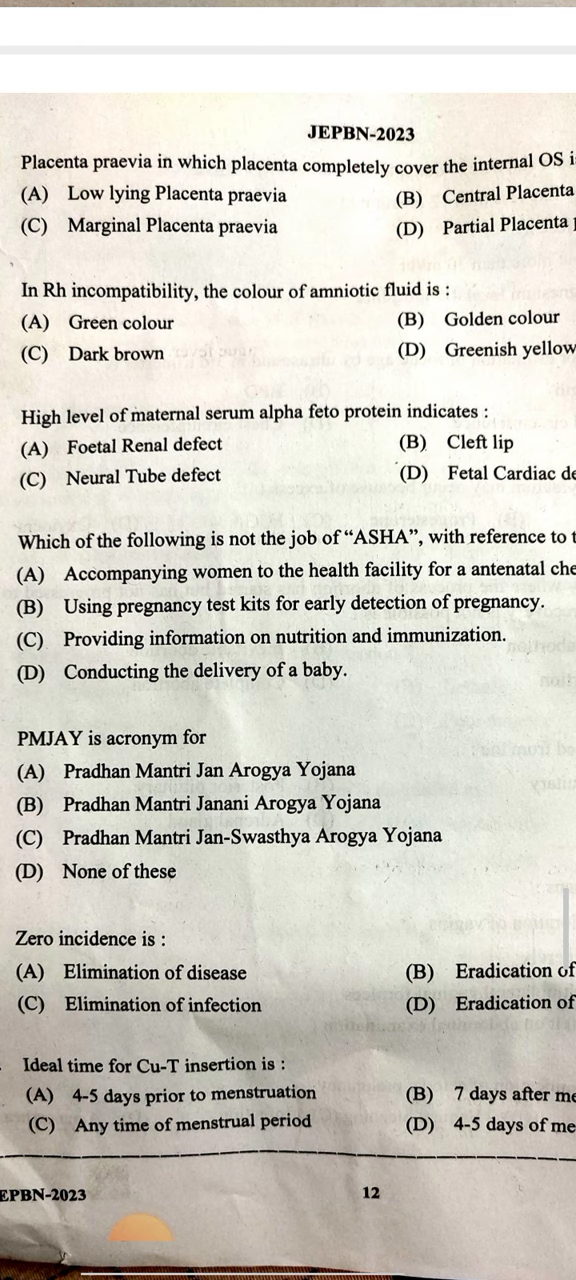 JEPBN-2023
Placenta praevia in which placenta completely cover the internal OS
(A) Low lying Placenta praevia (B) Central Placenta
(C) Marginal Placenta praevia (D) Partial Placenta
In Rh incompatibility, the colour of amniotic fluid is :
(A) Green colour (B) Golden colour
(C) Dark brown (D) Greenish yellow
High level of maternal serum alpha feto protein indicates :
(A) Foetal Renal defect (B) Cleft lip
(C) Neural Tube defect (D) Fetal Cardiac de
Which of the following is not the job of “ASHA”, with reference to t
(A) Accompanying women to the health facility for a antenatal che
(B) Using pregnancy test kits for early detection of pregnancy.
(C) Providing information on nutrition and immunization.
(D) Conducting the delivery of a baby.
PMJAY is acronym for
(A) Pradhan Mantri Jan Arogya Yojana
(B) Pradhan Mantri Janani Arogya Yojana
(C) Pradhan Mantri Jan-Swasthya Arogya Yojana
(D) None of these
Zero incidence is :
(A) Elimination of disease (B) Eradication of
(C) Elimination of infection (D) Eradication of
Ideal time for Cu-T insertion is :
(A) 4-5 days prior to menstruation (B) 7 days after me
(C) Any time of menstrual period (D) 4-5 days of me
EPBN-2023 12